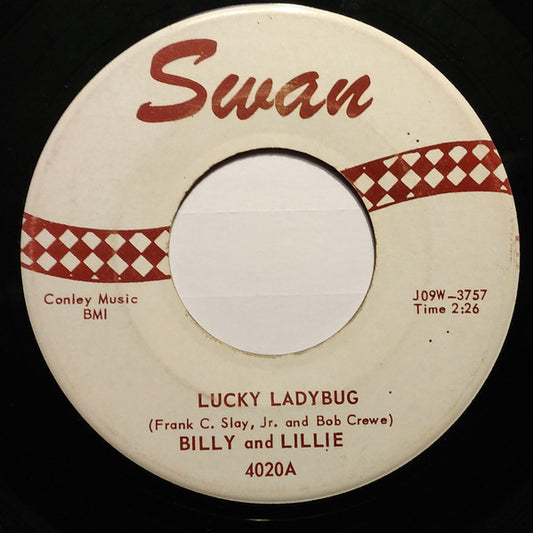 Swan
Conley Music
BMI
J09W-3757
Time 2:26
LUCKY LADYBUG
(Frank C. Slay, Jr. and Bob Crewe)
BILLY and LILLIE
4020A